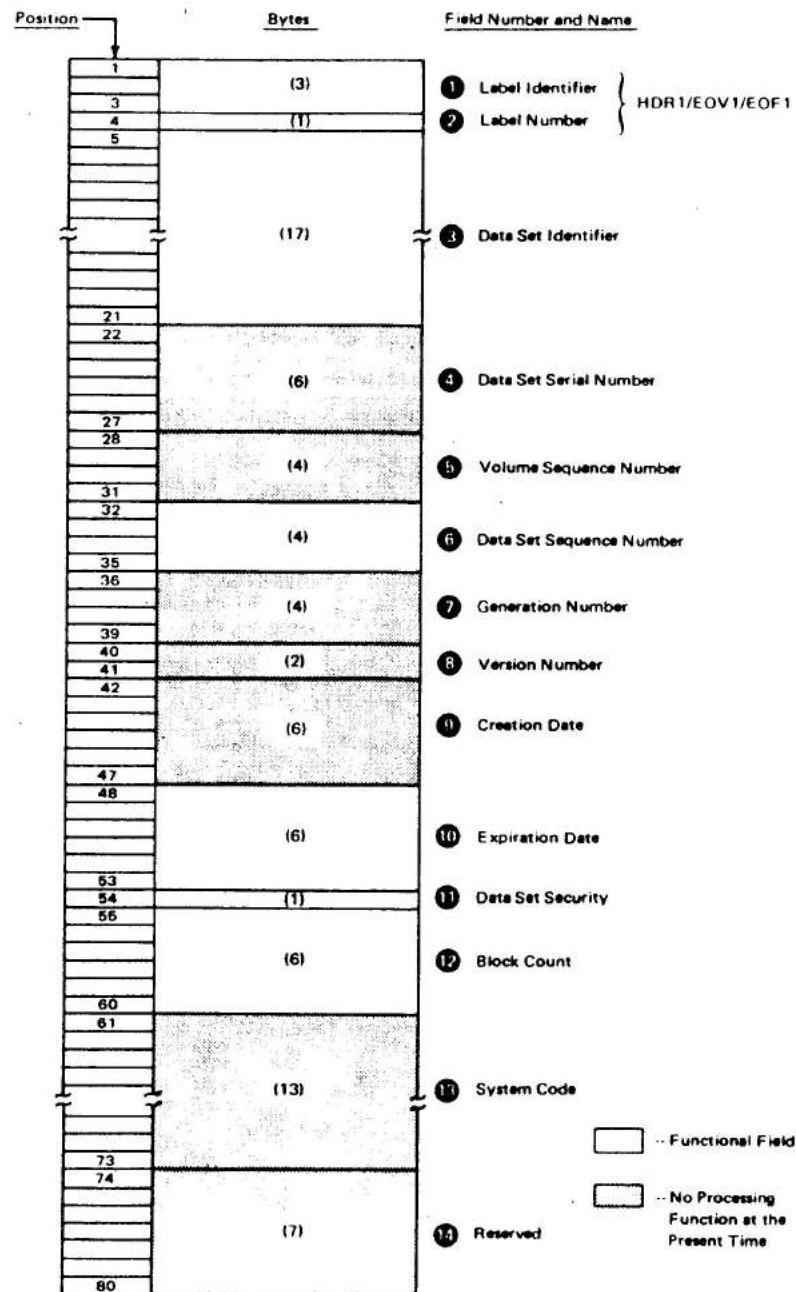 Position Bytes Field Number and Name
1
(3) 1 Label Identifier
HDR1/EOV1/EOF1
3
4 (1) 2 Label Number
5
(17) 3 Data Set Identifier
21
22
(6) 4 Data Set Serial Number
27
28
(4) 5 Volume Sequence Number
31
32
(4) 6 Data Set Sequence Number
35
36
(4) 7 Generation Number
39
40
(2) 8 Version Number
41
42
(6) 9 Creation Date
47
48
(6) 10 Expiration Date
53
54 (1) 11 Data Set Security
55
(6) 12 Block Count
60
61
(13) 13 System Code
-- Functional Field
73
74
-- No Processing
Function at the
Present Time
(7) 14 Reserved
80